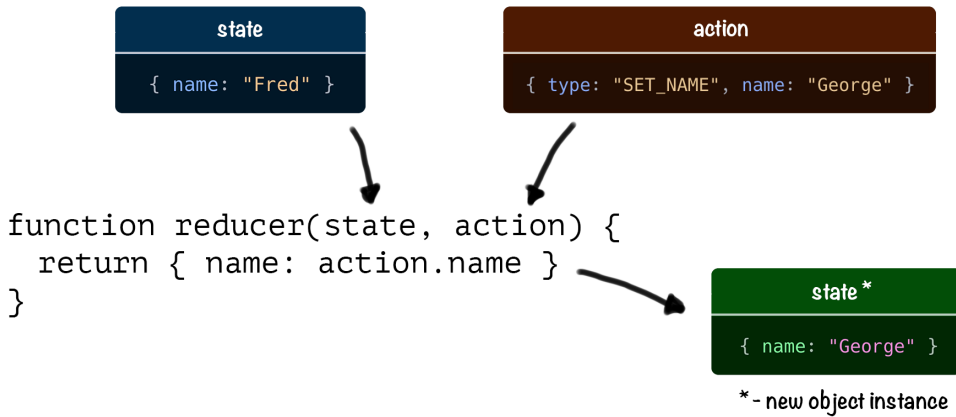 state
{ name: "Fred" }
action
{ type: "SET_NAME", name: "George" }
function reducer(state, action) {
  return { name: action.name }
}
state*
{ name: "George" }
* - new object instance